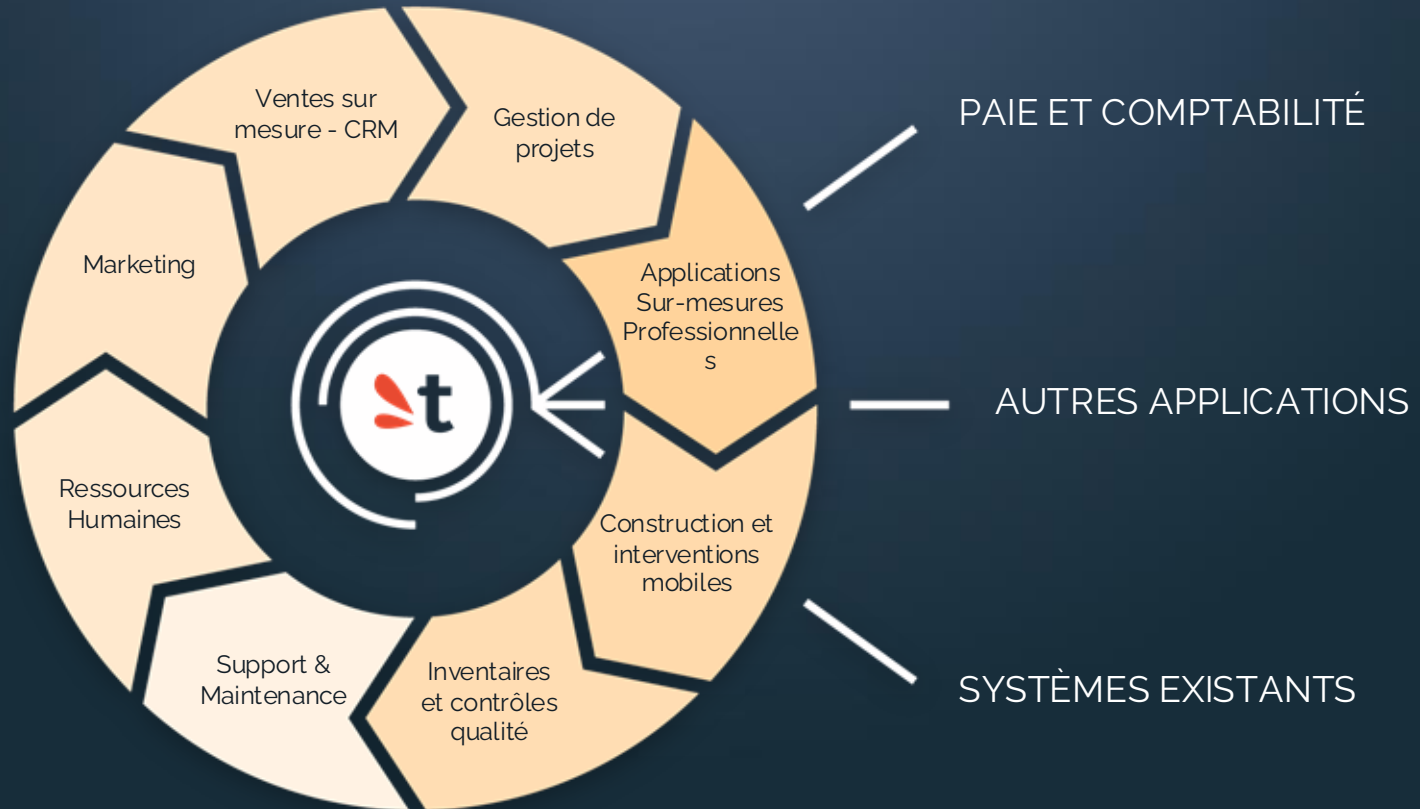 Ventes sur
mesure - CRM
Gestion de
projets
PAIE ET COMPTABILITÉ
Marketing
Applications
Sur-mesures
Professionnelle
s
t
AUTRES APPLICATIONS
Ressources
Humaines
Construction et
interventions
mobiles
Support &
Maintenance
Inventaires
et contrôles
qualité
SYSTÈMES EXISTANTS